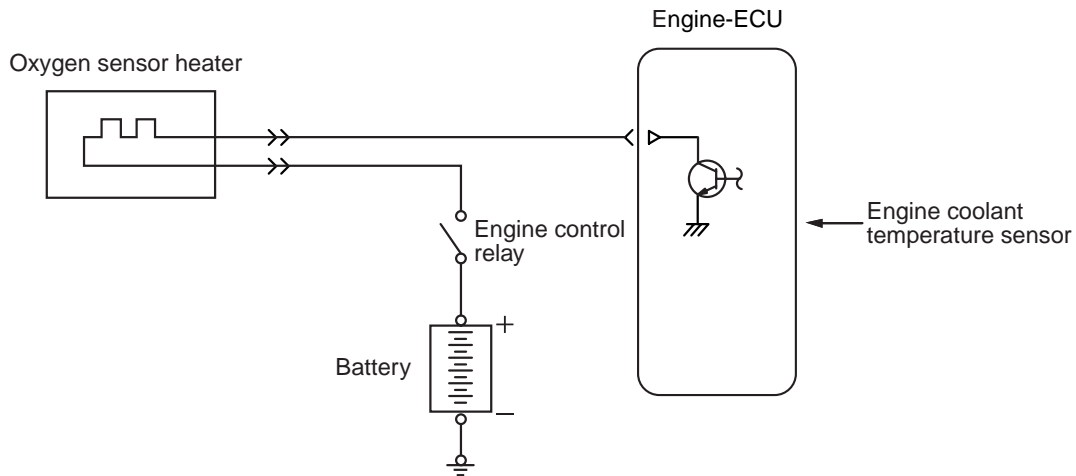 Engine-ECU
Oxygen sensor heater
Engine control
relay
Engine coolant
temperature sensor
+
Battery
−